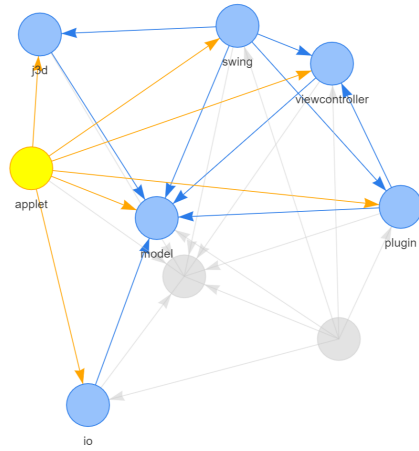 j3d
swing
viewcontroller
applet
model
plugin
io